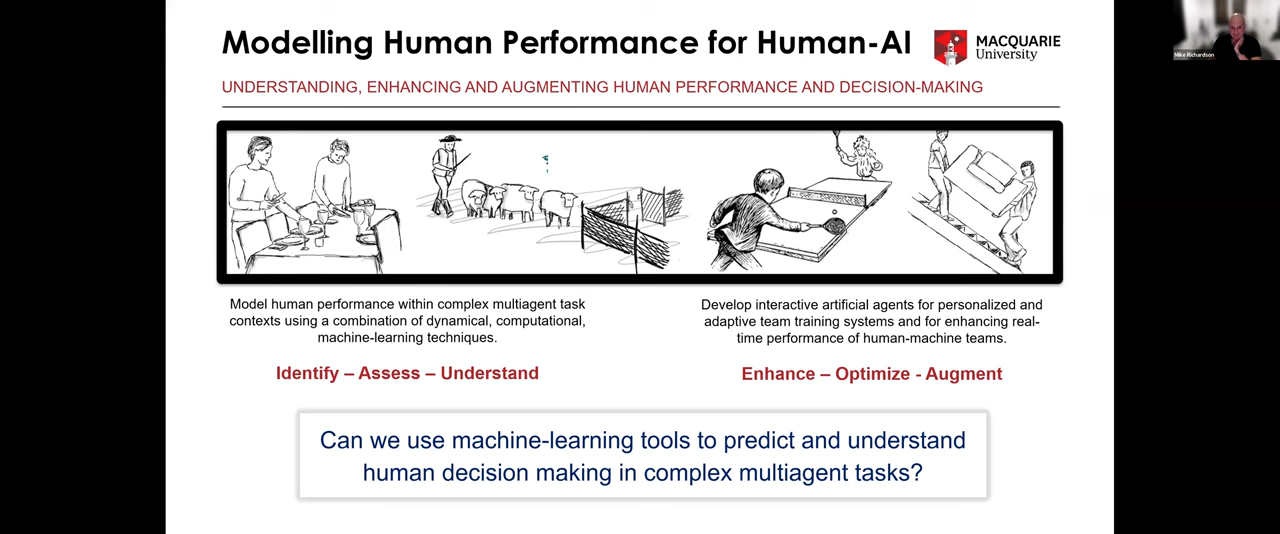 Modelling Human Performance for Human-AI
MACQUARIE
University
UNDERSTANDING, ENHANCING AND AUGMENTING HUMAN PERFORMANCE AND DECISION-MAKING
Model human performance within complex multiagent task
contexts using a combination of dynamical, computational,
machine-learning techniques.
Identify – Assess – Understand
Develop interactive artificial agents for personalized and
adaptive team training systems and for enhancing real-
time performance of human-machine teams.
Enhance – Optimize - Augment
Can we use machine-learning tools to predict and understand
human decision making in complex multiagent tasks?
Mike Richardson